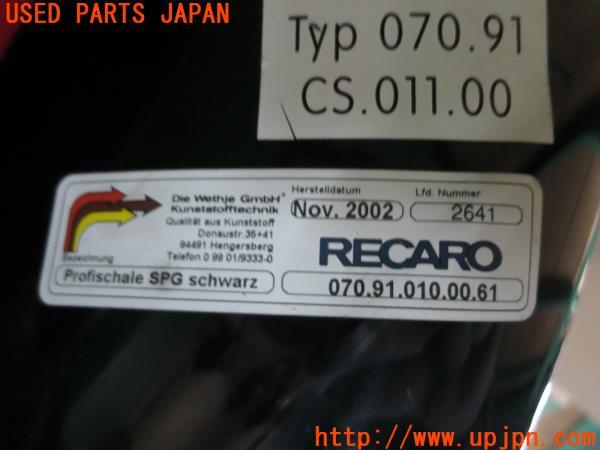 USED PARTS JAPAN
Typ 070.91
CS.011.00
Die Wethje GmbH
Kunststofftechnik
Qualität aus Kunststoff
Donaustr.35+41
94491 Hengersberg
Telefon 0 99 01/9333-0
Herstelldatum
Nov. 2002
Lfd. Nummer
2641
RECARO
Bezeichnung
Profischale SPG schwarz
070.91.010.00.61
http://www.upjpn.com/